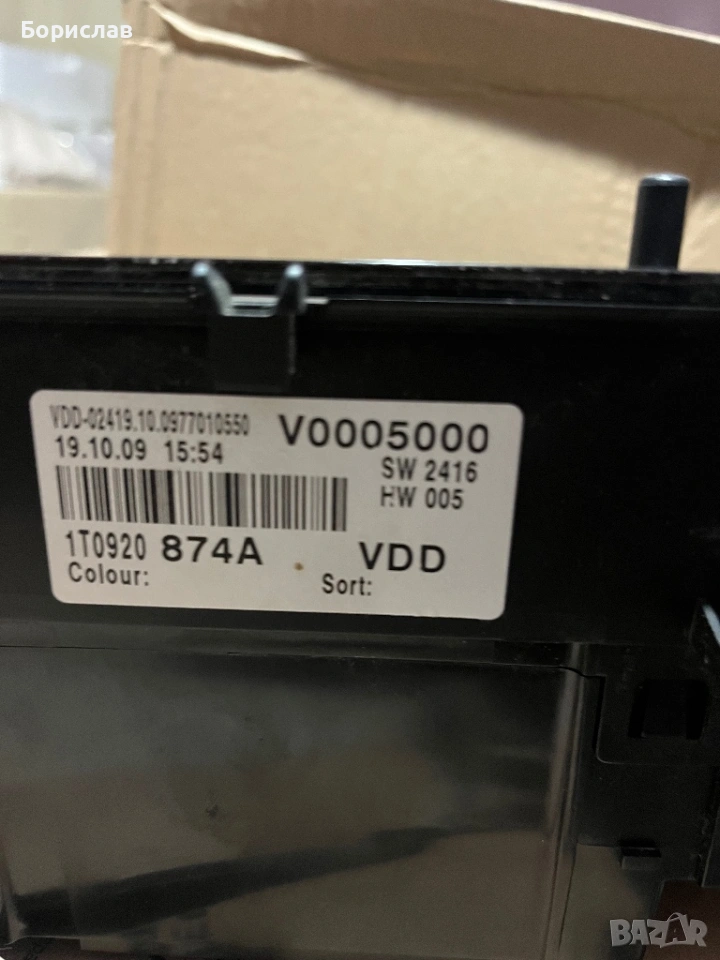 Борислав
VDD-02419.10.0977010550
V0005000
19.10.09 15:54
SW 2416
HW 005
1T0920 874A VDD
Colour:
Sort:
BAZAR